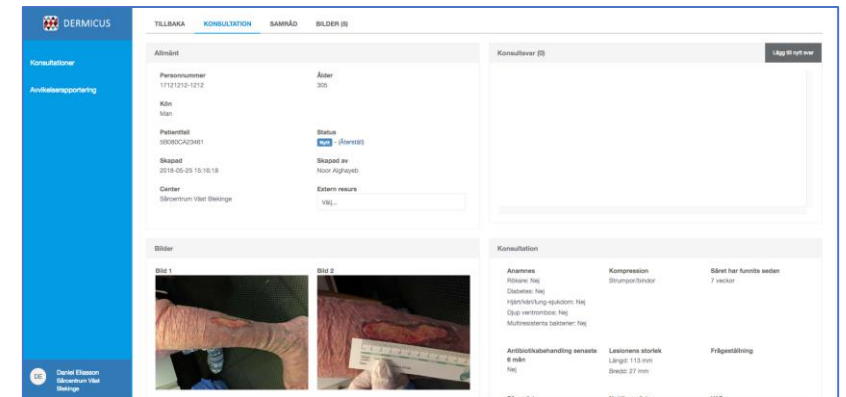 DERMICUS
TILLBAKA KONSULTATION SAMRÅD BILDER (5)
Konsultationer
Avvikelserapportering
Allmänt
Personnummer
17121212-1212
Ålder
305
Kön
Man
Patientfall
Status
Nytt - (Återställ)
Skapad
2018-05-25 15:16:18
Skapad av
Noor Alghayeb
Center
Sårcentrum Väst Blekinge
Extern resurs
Välj...
Konsultsvar (0)
Lägg till nytt svar
Bilder
Bild 1
Bild 2
Konsultation
Anamnes
Rökare: Nej
Diabetes: Nej
Hjärt/kärl/lung-sjukdom: Nej
Djup ventrombos: Nej
Multiresistenta bakterier: Nej
Kompression
Strumpor/bindor
Såret har funnits sedan
7 veckor
Antibiotikabehandling senaste
6 mån
Nej
Lesionens storlek
Längd: 113 mm
Bredd: 27 mm
Frågeställning
DE
Daniel Eliasson
Sårcentrum Väst
Blekinge